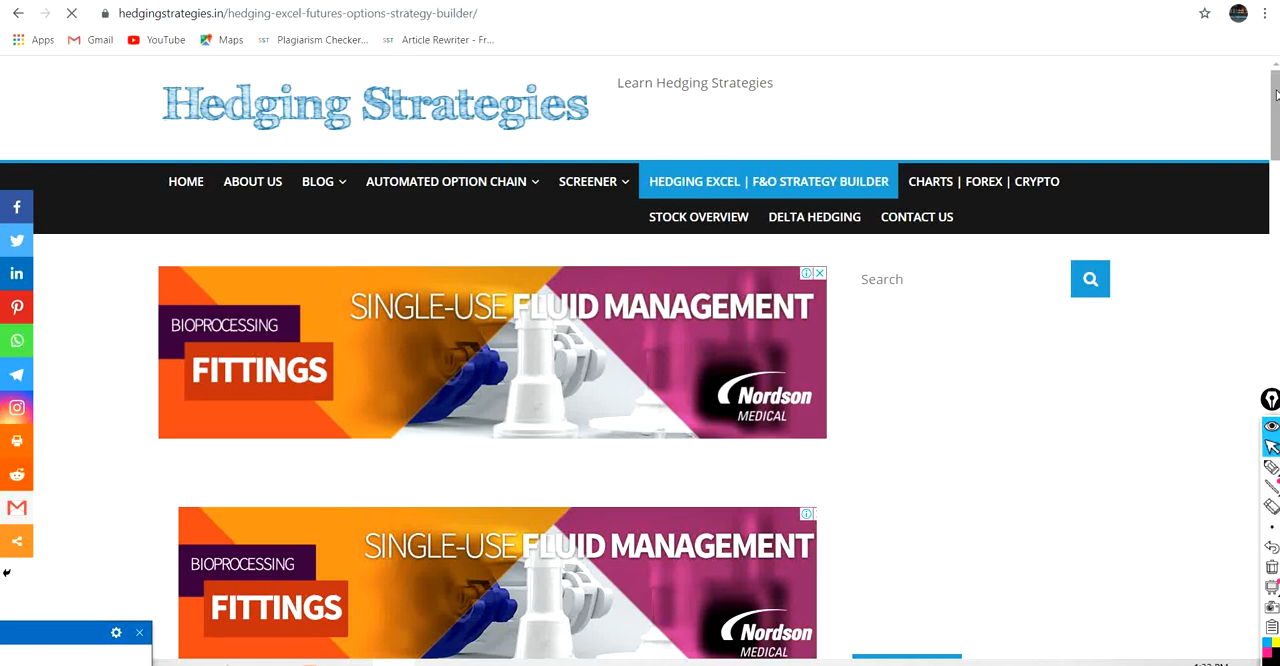 hedgingstrategies.in/hedging-excel-futures-options-strategy-builder/
Apps Gmail YouTube Maps SST Plagiarism Checker... SST Article Rewriter - Fr...
Hedging Strategies
Learn Hedging Strategies
HOME ABOUT US BLOG AUTOMATED OPTION CHAIN SCREENER HEDGING EXCEL | F&O STRATEGY BUILDER CHARTS | FOREX | CRYPTO
STOCK OVERVIEW DELTA HEDGING CONTACT US
Search
SINGLE-USE FLUID MANAGEMENT
BIOPROCESSING
FITTINGS
Nordson
MEDICAL
SINGLE-USE FLUID MANAGEMENT
BIOPROCESSING
FITTINGS
Nordson
MEDICAL